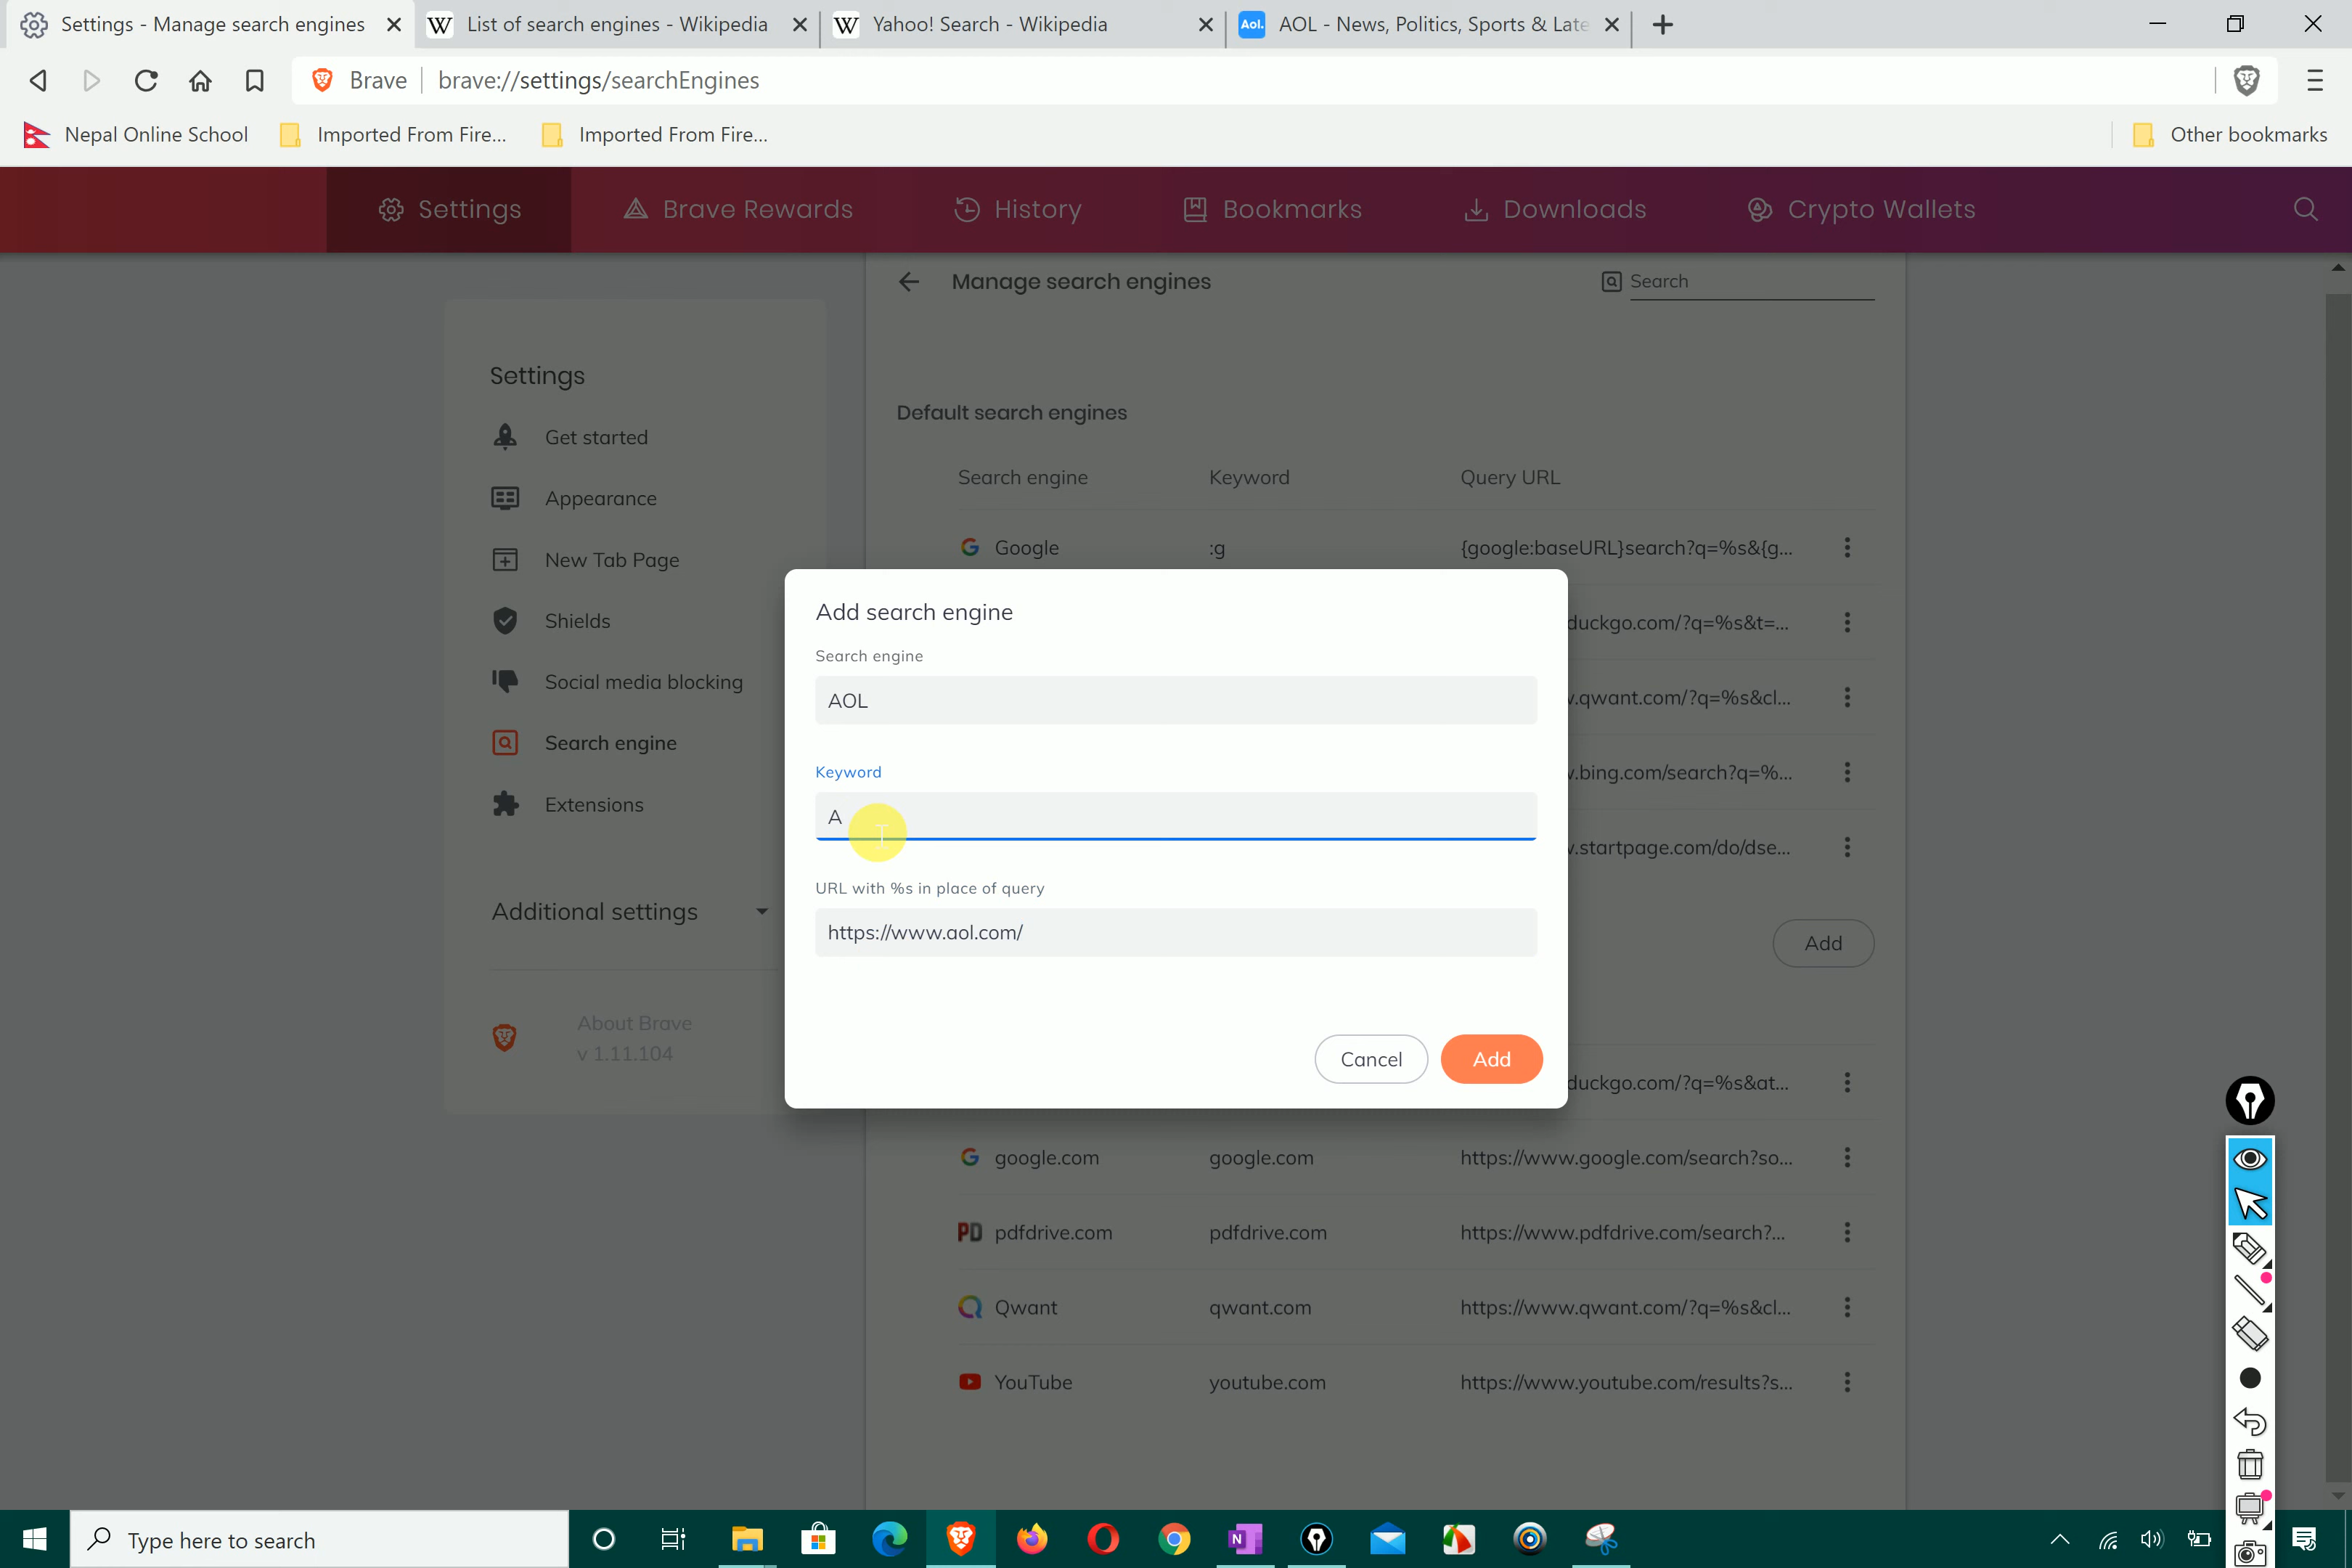 Settings - Manage search engines
List of search engines - Wikipedia
Yahoo! Search - Wikipedia
Aol. AOL - News, Politics, Sports & Late
Brave brave://settings/searchEngines
Nepal Online School
Imported From Fire...
Imported From Fire...
Other bookmarks
Settings
Brave Rewards
History
Bookmarks
Downloads
Crypto Wallets
Manage search engines
Search
Settings
Get started
Appearance
New Tab Page
Shields
Social media blocking
Search engine
Extensions
Additional settings
About Brave
v 1.11.104
Default search engines
Search engine Keyword Query URL
Google :g {google:baseURL}search?q=%s&{g...
duckgo.com/?q=%s&t=...
.qwant.com/?q=%s&cl...
.bing.com/search?q=%...
.startpage.com/do/dse...
Add
Add search engine
Search engine
AOL
Keyword
A
URL with %s in place of query
https://www.aol.com/
Cancel Add
duckgo.com/?q=%s&at...
google.com google.com https://www.google.com/search?so...
PD pdfdrive.com pdfdrive.com https://www.pdfdrive.com/search?...
Qwant qwant.com https://www.qwant.com/?q=%s&cl...
YouTube youtube.com https://www.youtube.com/results?s...
Type here to search